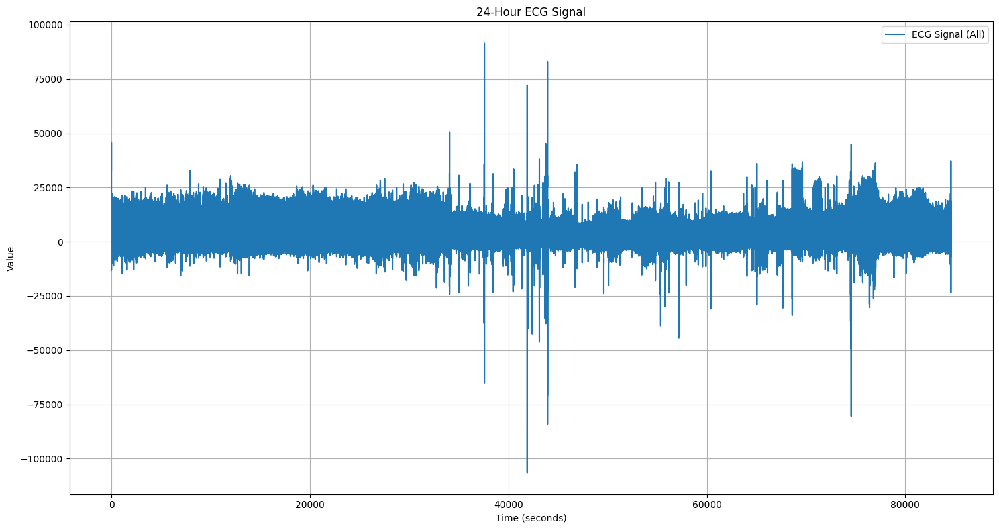 24-Hour ECG Signal
ECG Signal (All)
100000
75000
50000
25000
0
−25000
−50000
−75000
−100000
Value
0 20000 40000 60000 80000
Time (seconds)